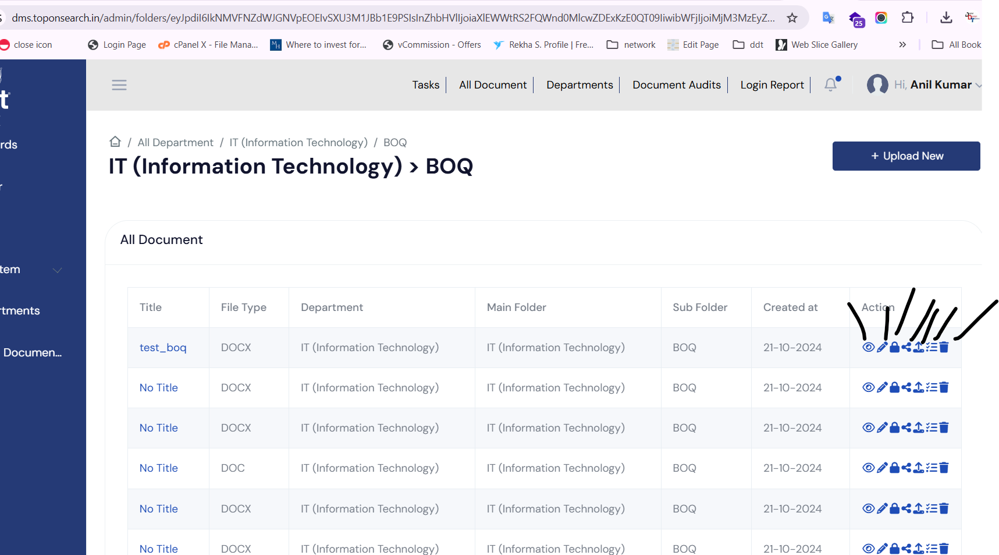 dms.toponsearch.in/admin/folders/eyJpdiI6IkNMVFNZdWJGNVpEOEIvSXU3M1JBb1E9PSIsInZhbHVlIjoiaXlEWWtRS2FQWnd0MlcwZDExKzE0QT09IiwibWFjIjoiMjM3MzEyZ...
25
close icon
Login Page
cPanel X - File Mana...
Where to invest for...
vCommission - Offers
Rekha S. Profile | Fre...
network
Edit Page
ddt
Web Slice Gallery
»
All Book
Tasks
All Document
Departments
Document Audits
Login Report
Hi, Anil Kumar
t
rds
r
tem
rtments
Documen...
/ All Department / IT (Information Technology) / BOQ
IT (Information Technology) > BOQ
+ Upload New
All Document
Title File Type Department Main Folder Sub Folder Created at Action
test_boq DOCX IT (Information Technology) IT (Information Technology) BOQ 21-10-2024
No Title DOCX IT (Information Technology) IT (Information Technology) BOQ 21-10-2024
No Title DOCX IT (Information Technology) IT (Information Technology) BOQ 21-10-2024
No Title DOC IT (Information Technology) IT (Information Technology) BOQ 21-10-2024
No Title DOCX IT (Information Technology) IT (Information Technology) BOQ 21-10-2024
No Title DOCX IT (Information Technology) IT (Information Technology) BOQ 21-10-2024